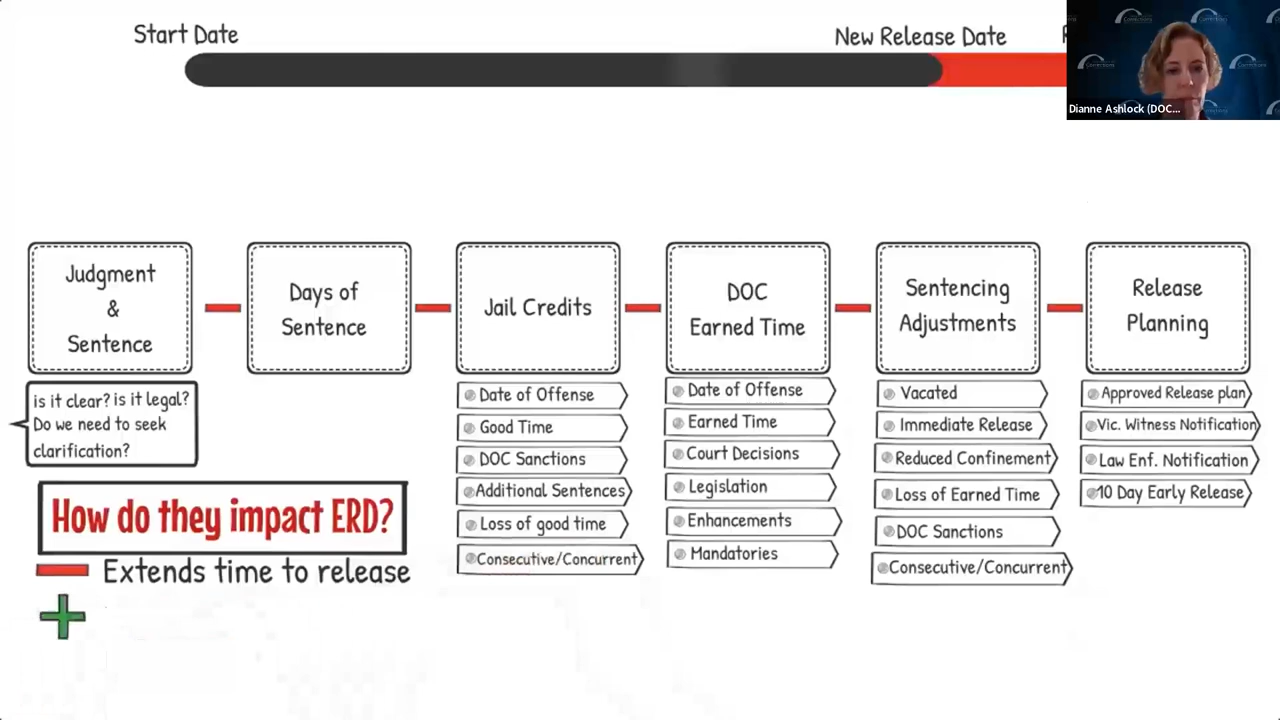 Start Date
New Release Date
Dianne Ashlock (DOC...
Judgment
&
Sentence
Days of
Sentence
Jail Credits
DOC
Earned Time
Sentencing
Adjustments
Release
Planning
is it clear? is it legal?
Do we need to seek
clarification?
Date of Offense
Good Time
DOC Sanctions
Additional Sentences
Loss of good time
Consecutive/Concurrent
Date of Offense
Earned Time
Court Decisions
Legislation
Enhancements
Mandatories
Vacated
Immediate Release
Reduced Confinement
Loss of Earned Time
DOC Sanctions
Consecutive/Concurrent
Approved Release plan
Vic. Witness Notification
Law Enf. Notification
10 Day Early Release
How do they impact ERD?
Extends time to release